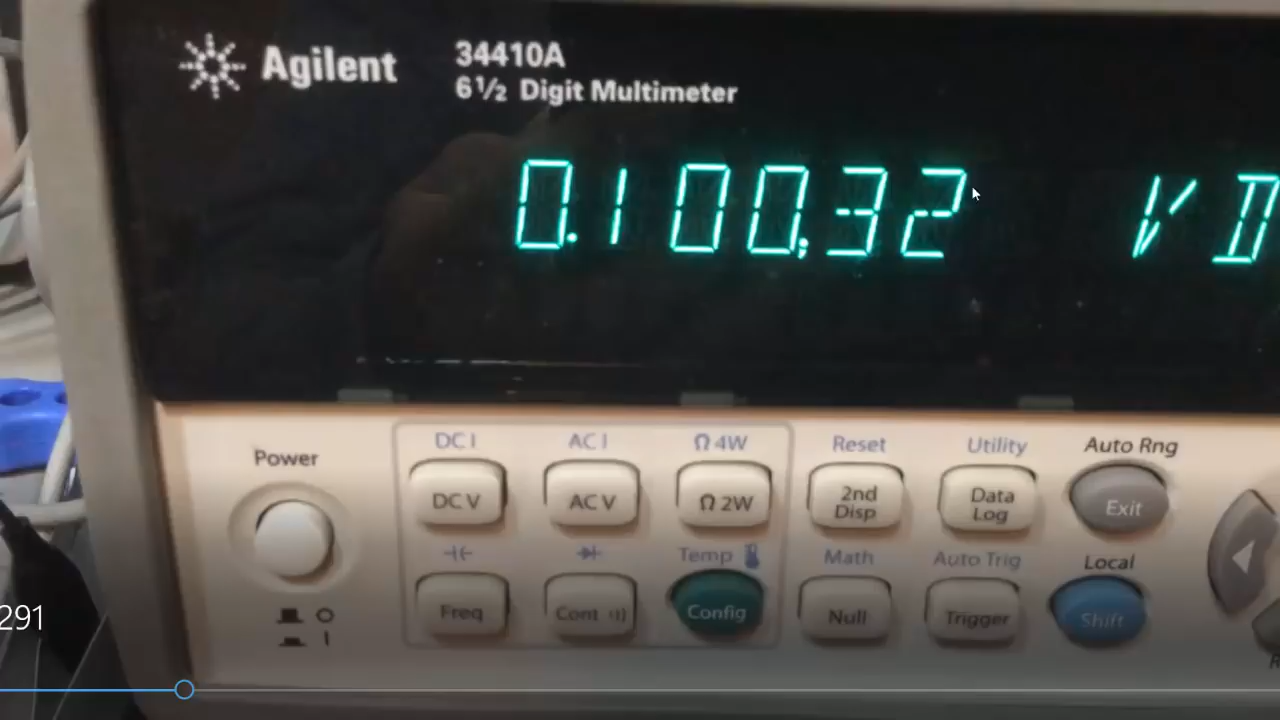 Agilent
34410A
6½ Digit Multimeter
0.100,32 VD
DC I AC I Ω 4W Reset Utility Auto Rng
Power
DC V AC V Ω 2W 2nd Disp Data Log Exit
Temp Math Auto Trig Local
Freq Cont Config Null Trigger Shift
291